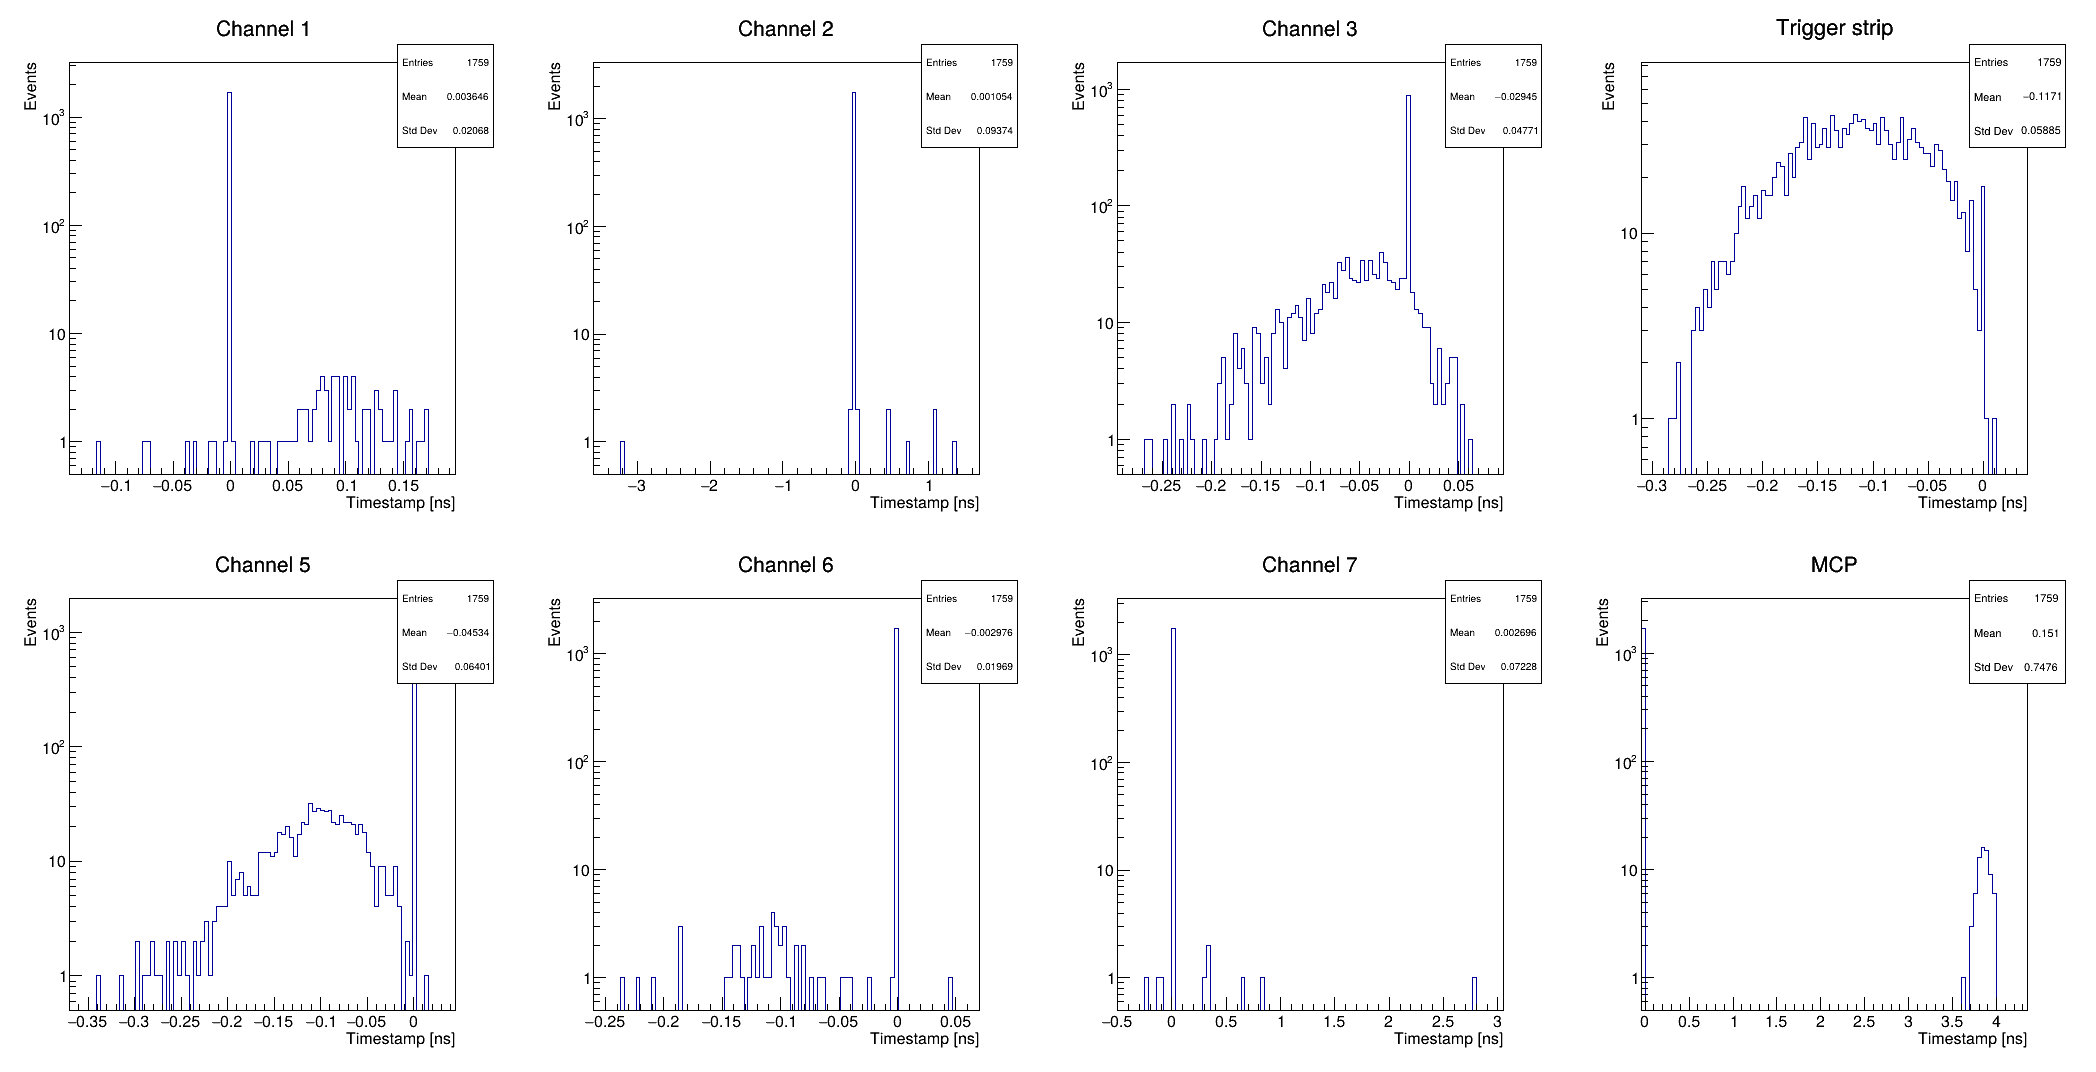 Channel 1
Events
Entries 1759
Mean 0.003646
Std Dev 0.02068
10³
10²
10
1
−0.1 −0.05 0 0.05 0.1 0.15
Timestamp [ns]
Channel 2
Events
Entries 1759
Mean 0.001054
Std Dev 0.09374
10³
10²
10
1
−3 −2 −1 0 1
Timestamp [ns]
Channel 3
Events
Entries 1759
Mean −0.02945
Std Dev 0.04771
10³
10²
10
1
−0.25 −0.2 −0.15 −0.1 −0.05 0 0.05
Timestamp [ns]
Trigger strip
Events
Entries 1759
Mean −0.1171
Std Dev 0.05885
10
1
−0.3 −0.25 −0.2 −0.15 −0.1 −0.05 0
Timestamp [ns]
Channel 5
Events
Entries 1759
Mean −0.04534
Std Dev 0.06401
10³
10²
10
1
−0.35 −0.3 −0.25 −0.2 −0.15 −0.1 −0.05 0
Timestamp [ns]
Channel 6
Events
Entries 1759
Mean −0.002976
Std Dev 0.01969
10³
10²
10
1
−0.25 −0.2 −0.15 −0.1 −0.05 0 0.05
Timestamp [ns]
Channel 7
Events
Entries 1759
Mean 0.002696
Std Dev 0.07228
10³
10²
10
1
−0.5 0 0.5 1 1.5 2 2.5 3
Timestamp [ns]
MCP
Events
Entries 1759
Mean 0.151
Std Dev 0.7476
10³
10²
10
1
0 0.5 1 1.5 2 2.5 3 3.5 4
Timestamp [ns]